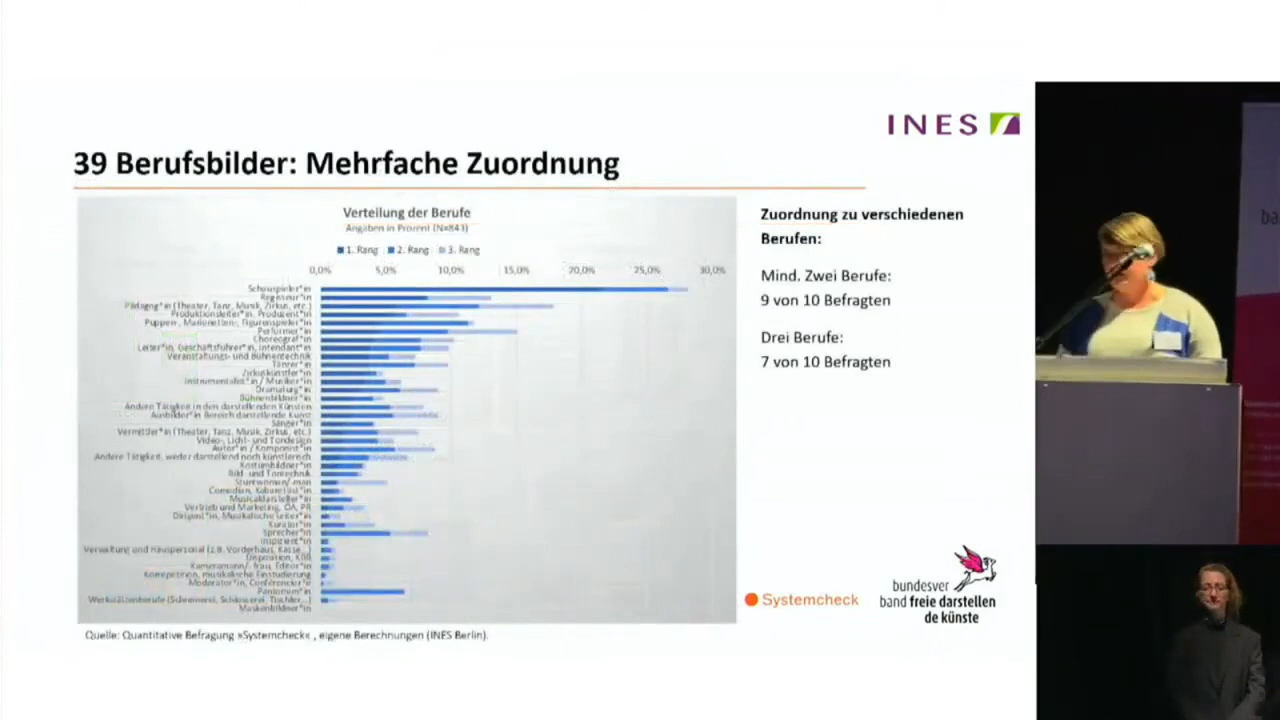 INES
39 Berufsbilder: Mehrfache Zuordnung
Verteilung der Berufe
Angaben in Prozent (N=843)
1. Rang 2. Rang 3. Rang
0,0% 5,0% 10,0% 15,0% 20,0% 25,0% 30,0%
Schauspieler*in
Regisseur*in
Pädagog*in (Theater, Tanz, Musik, Zirkus, etc.)
Produktionsleiter*in, Produzent*in
Puppen-, Marionetten-, Figurenspieler*in
Performer*in
Choreograf*in
Leiter*in, Geschäftsführer*in, Intendant*in
Veranstaltungs- und Bühnentechnik
Tänzer*in
Zirkuskünstler*in
Instrumentalist*in / Musiker*in
Dramaturg*in
Bühnenbildner*in
Andere Tätigkeit in den darstellenden Künsten
Ausbilder*in Bereich darstellende Kunst
Sänger*in
Vermittler*in (Theater, Tanz, Musik, Zirkus, etc.)
Video-, Licht- und Tondesign
Autor*in / Komponist*in
Andere Tätigkeit, weder darstellend noch künstlerisch
Kostümbildner*in
Bild- und Tontechnik
Stuntwoman/-man
Comedian, Kabarettist*in
Musicaldarsteller*in
Vertrieb und Marketing, ÖA, PR
Dirigent*in, Musikalische Leiter*in
Kurator*in
Sprecher*in
Inspizient*in
Verwaltung und Hauspersonal (z.B. Vorderhaus, Kasse...)
Disposition, KBB
Kameramann/-frau, Editor*in
Korrepetition, musikalische Einstudierung
Moderator*in, Conférencier*e
Pantomim*in
Werkstättenberufe (Schreinerei, Schlosserei, Tischler...)
Maskenbildner*in
Quelle: Quantitative Befragung »Systemcheck« , eigene Berechnungen (INES Berlin).
Zuordnung zu verschiedenen
Berufen:
Mind. Zwei Berufe:
9 von 10 Befragten
Drei Berufe:
7 von 10 Befragten
Systemcheck
bundesver
band freie darstellen
de künste
ba